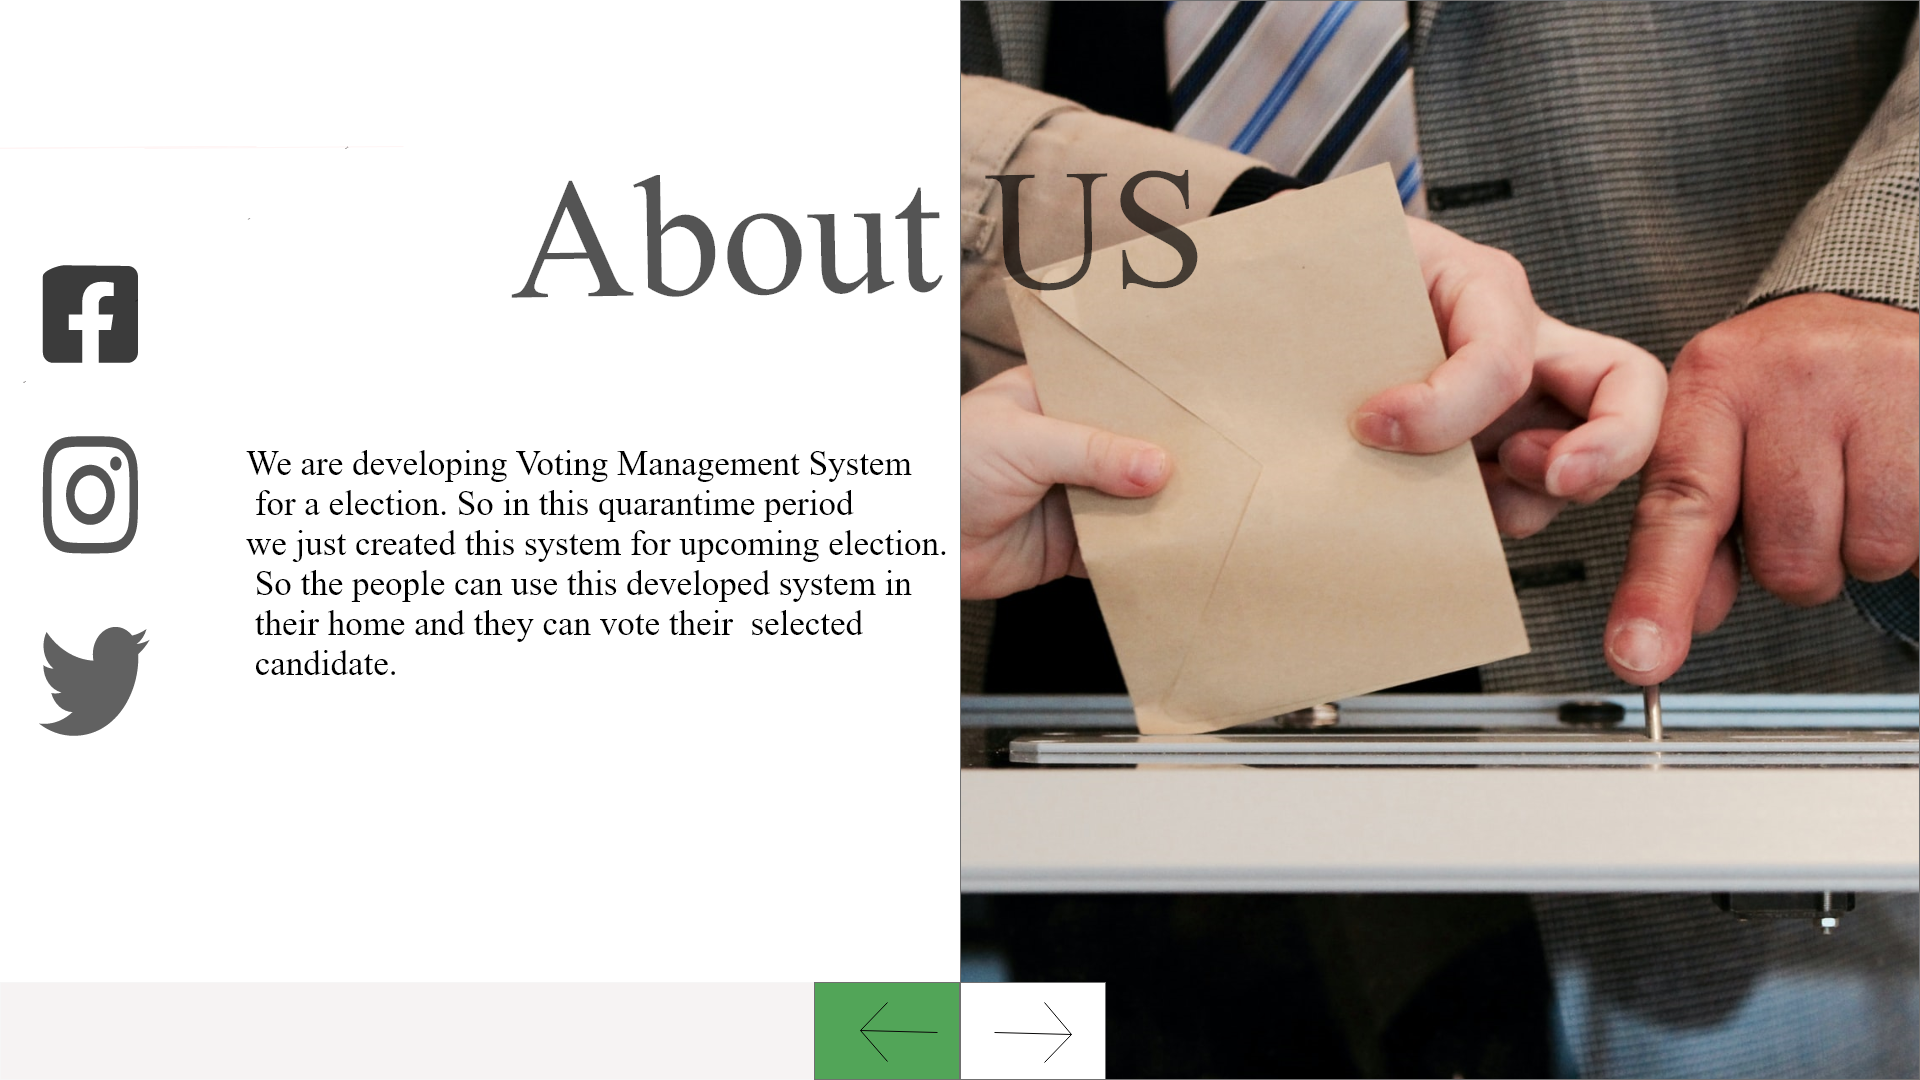 About US
We are developing Voting Management System
for a election. So in this quarantime period
we just created this system for upcoming election.
So the people can use this developed system in
their home and they can vote their selected
candidate.